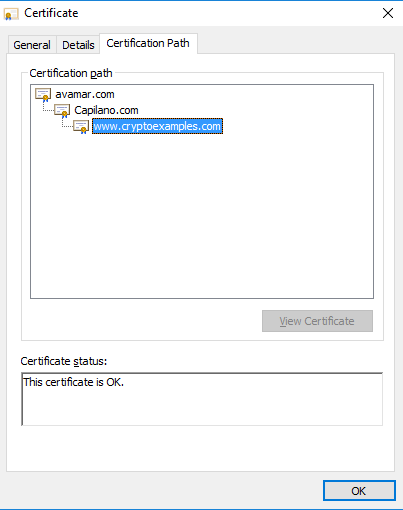 Certificate
General Details Certification Path
Certification path
avamar.com
Capilano.com
www.cryptoexamples.com
View Certificate
Certificate status:
This certificate is OK.
OK